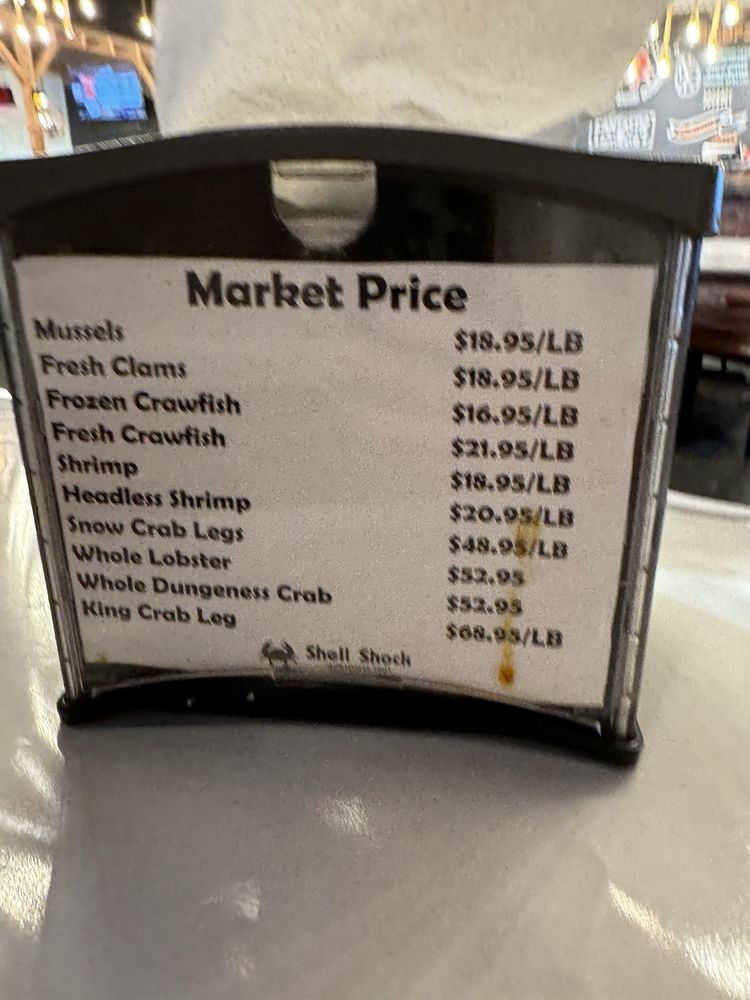 Market Price
Mussels $18.95/LB
Fresh Clams $18.95/LB
Frozen Crawfish $16.95/LB
Fresh Crawfish $21.95/LB
Shrimp $18.95/LB
Headless Shrimp $20.95/LB
Snow Crab Legs $48.95/LB
Whole Lobster $52.95
Whole Dungeness Crab $52.95
King Crab Leg $68.95/LB
Shell Shock